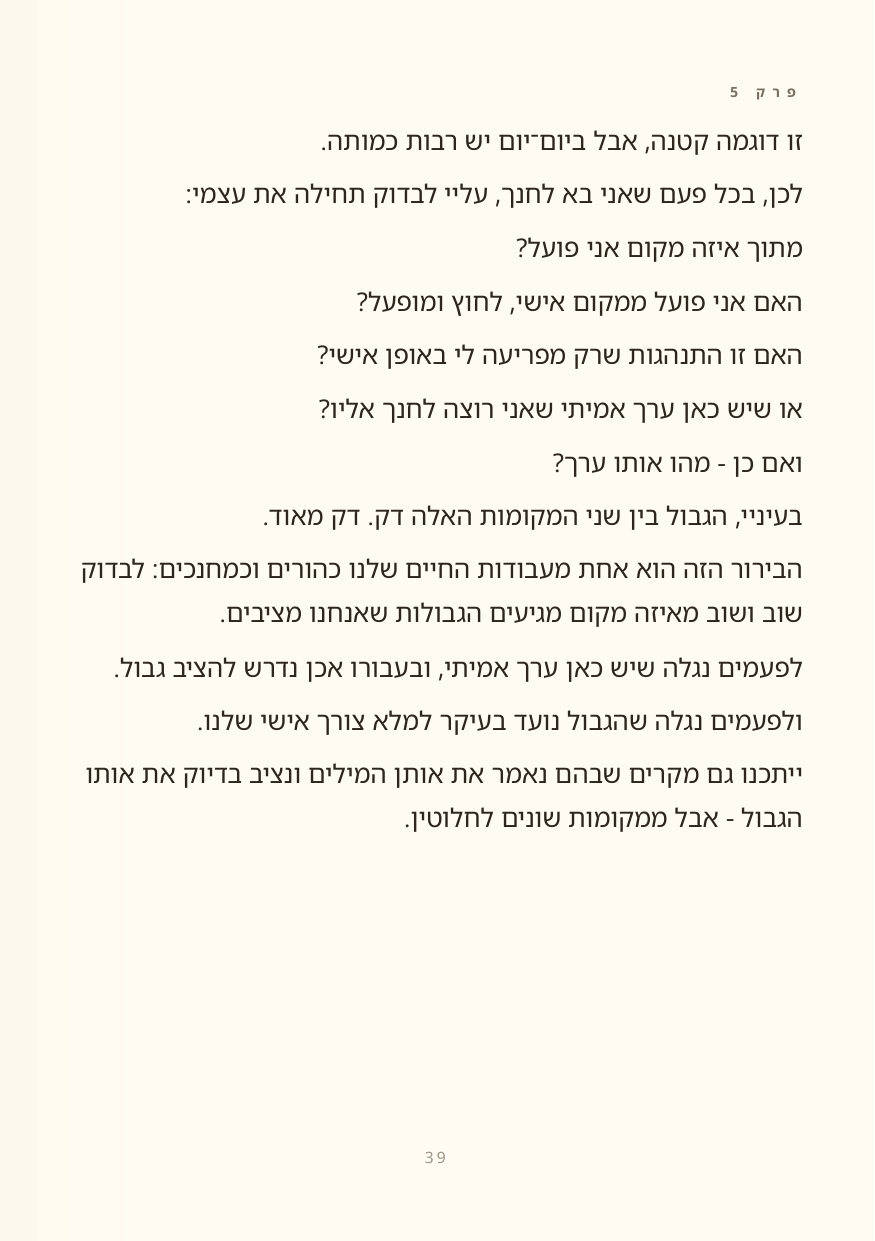 פרק 5
זו דוגמה קטנה, אבל ביום־יום יש רבות כמותה.
לכן, בכל פעם שאני בא לחנך, עליי לבדוק תחילה את עצמי:
מתוך איזה מקום אני פועל?
האם אני פועל ממקום אישי, לחוץ ומופעל?
האם זו התנהגות שרק מפריעה לי באופן אישי?
או שיש כאן ערך אמיתי שאני רוצה לחנך אליו?
ואם כן - מהו אותו ערך?
בעיניי, הגבול בין שני המקומות האלה דק. דק מאוד.
הבירור הזה הוא אחת מעבודות החיים שלנו כהורים וכמחנכים: לבדוק
שוב ושוב מאיזה מקום מגיעים הגבולות שאנחנו מציבים.
לפעמים נגלה שיש כאן ערך אמיתי, ובעבורו אכן נדרש להציב גבול.
ולפעמים נגלה שהגבול נועד בעיקר למלא צורך אישי שלנו.
ייתכנו גם מקרים שבהם נאמר את אותן המילים ונציב בדיוק את אותו
הגבול - אבל ממקומות שונים לחלוטין.
39